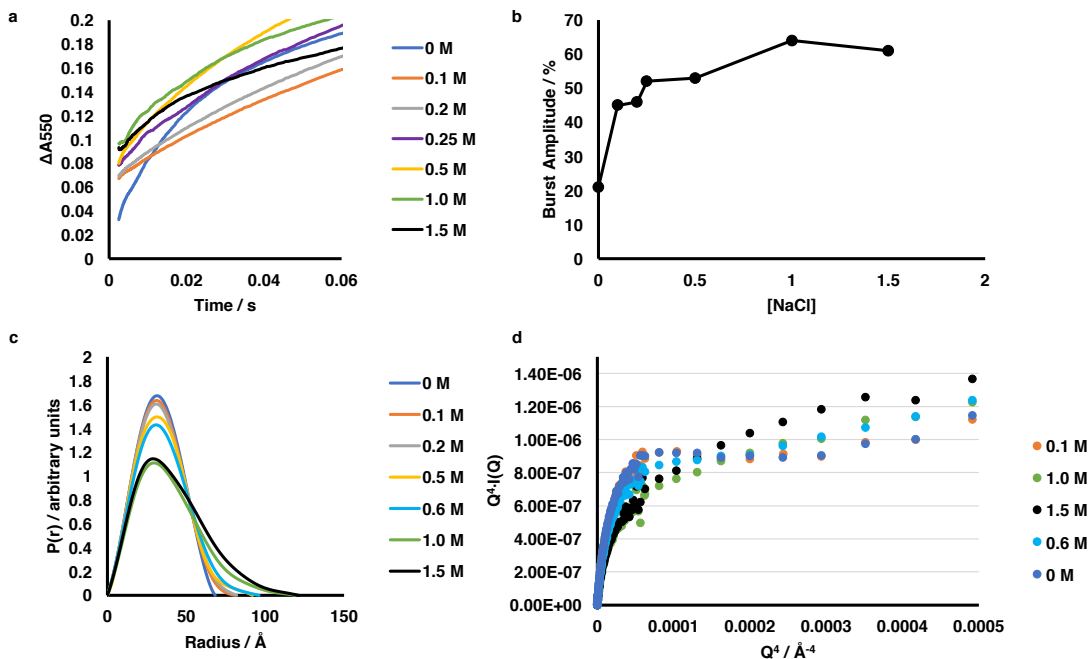 a
0.2
0.18
0.16
0.14
0.12
0.1
0.08
0.06
0.04
0.02
0
ΔA550
0 0.02 0.04 0.06
Time / s
0 M
0.1 M
0.2 M
0.25 M
0.5 M
1.0 M
1.5 M
b
70
60
50
40
30
20
10
0
Burst Amplitude / %
0 0.5 1 1.5 2
[NaCl]
c
2
1.8
1.6
1.4
1.2
1
0.8
0.6
0.4
0.2
0
P(r) / arbitrary units
0 50 100 150
Radius / Å
0 M
0.1 M
0.2 M
0.5 M
0.6 M
1.0 M
1.5 M
d
1.40E-06
1.20E-06
1.00E-06
8.00E-07
6.00E-07
4.00E-07
2.00E-07
0.00E+00
Q⁴·I(Q)
0 0.0001 0.0002 0.0003 0.0004 0.0005
Q⁴ / Å⁻⁴
0.1 M
1.0 M
1.5 M
0.6 M
0 M